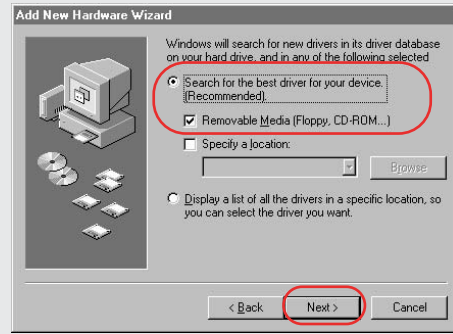 Add New Hardware Wizard
Windows will search for new drivers in its driver database
on your hard drive, and in any of the following selected
Search for the best driver for your device.
(Recommended).
Removable Media (Floppy, CD-ROM...)
Specify a location:
Browse
Display a list of all the drivers in a specific location, so
you can select the driver you want.
< Back Next > Cancel